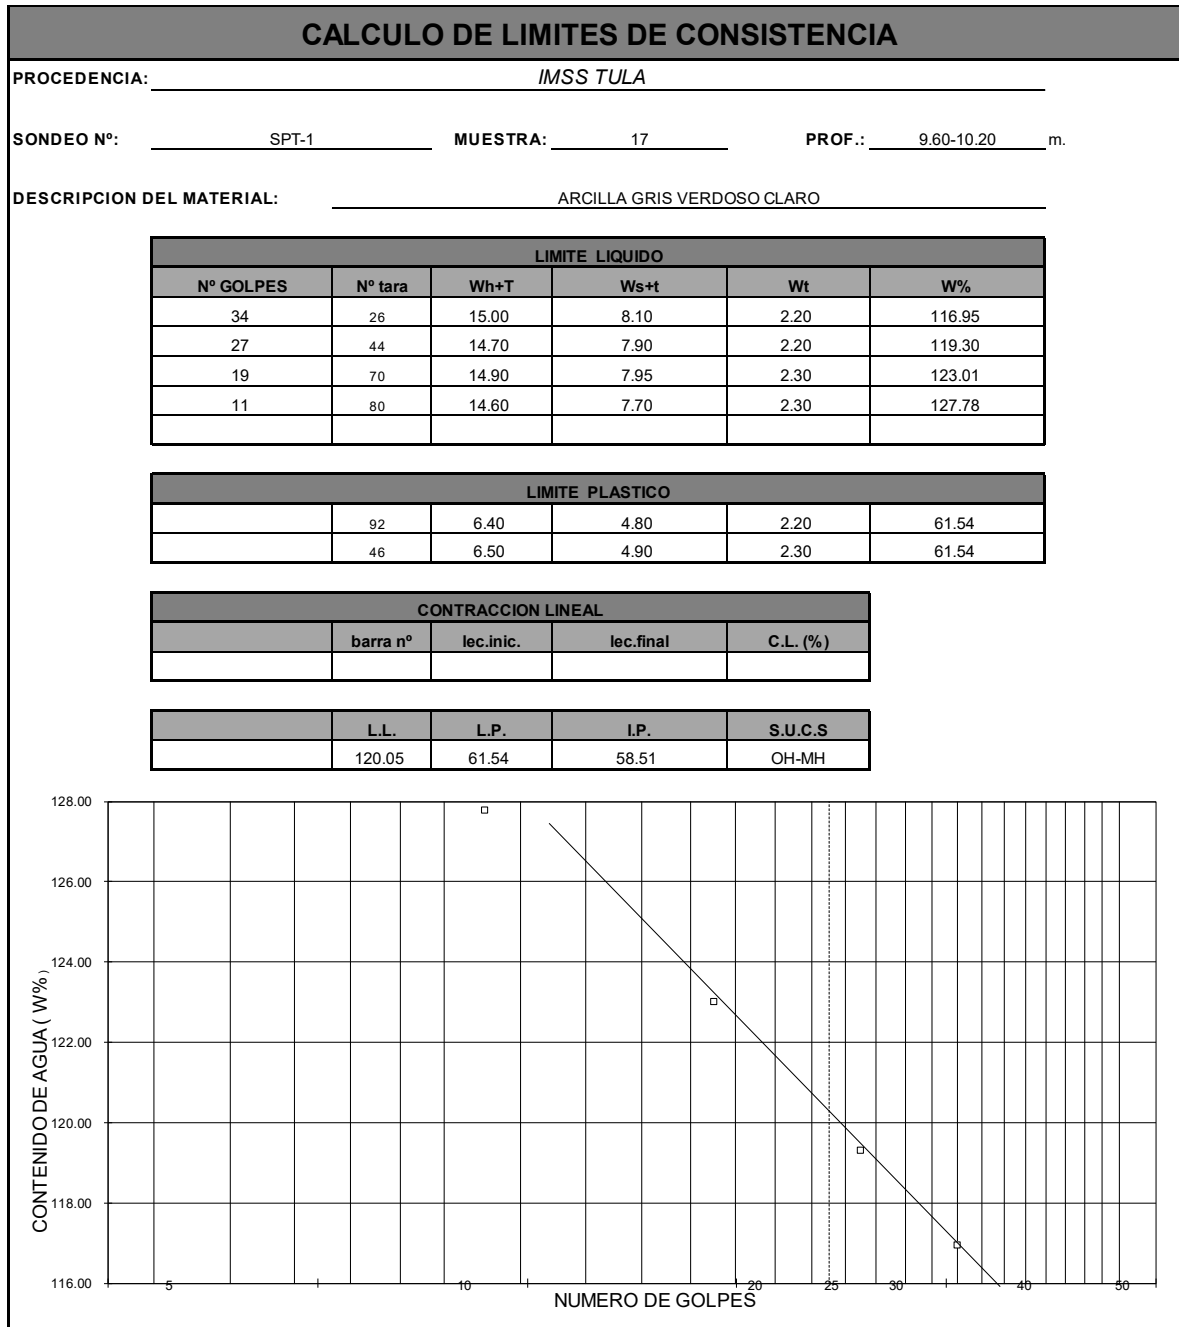 CALCULO DE LIMITES DE CONSISTENCIA
PROCEDENCIA: IMSS TULA
SONDEO Nº: SPT-1 MUESTRA: 17 PROF.: 9.60-10.20 m.
DESCRIPCION DEL MATERIAL: ARCILLA GRIS VERDOSO CLARO
LIMITE LIQUIDO
Nº GOLPES Nº tara Wh+T Ws+t Wt W%
34 26 15.00 8.10 2.20 116.95
27 44 14.70 7.90 2.20 119.30
19 70 14.90 7.95 2.30 123.01
11 80 14.60 7.70 2.30 127.78
LIMITE PLASTICO
92 6.40 4.80 2.20 61.54
46 6.50 4.90 2.30 61.54
CONTRACCION LINEAL
barra nº lec.inic. lec.final C.L. (%)
L.L. L.P. I.P. S.U.C.S
120.05 61.54 58.51 OH-MH
128.00
126.00
124.00
122.00
120.00
118.00
116.00
CONTENIDO DE AGUA ( W%)
5 10 20 25 30 40 50
NUMERO DE GOLPES